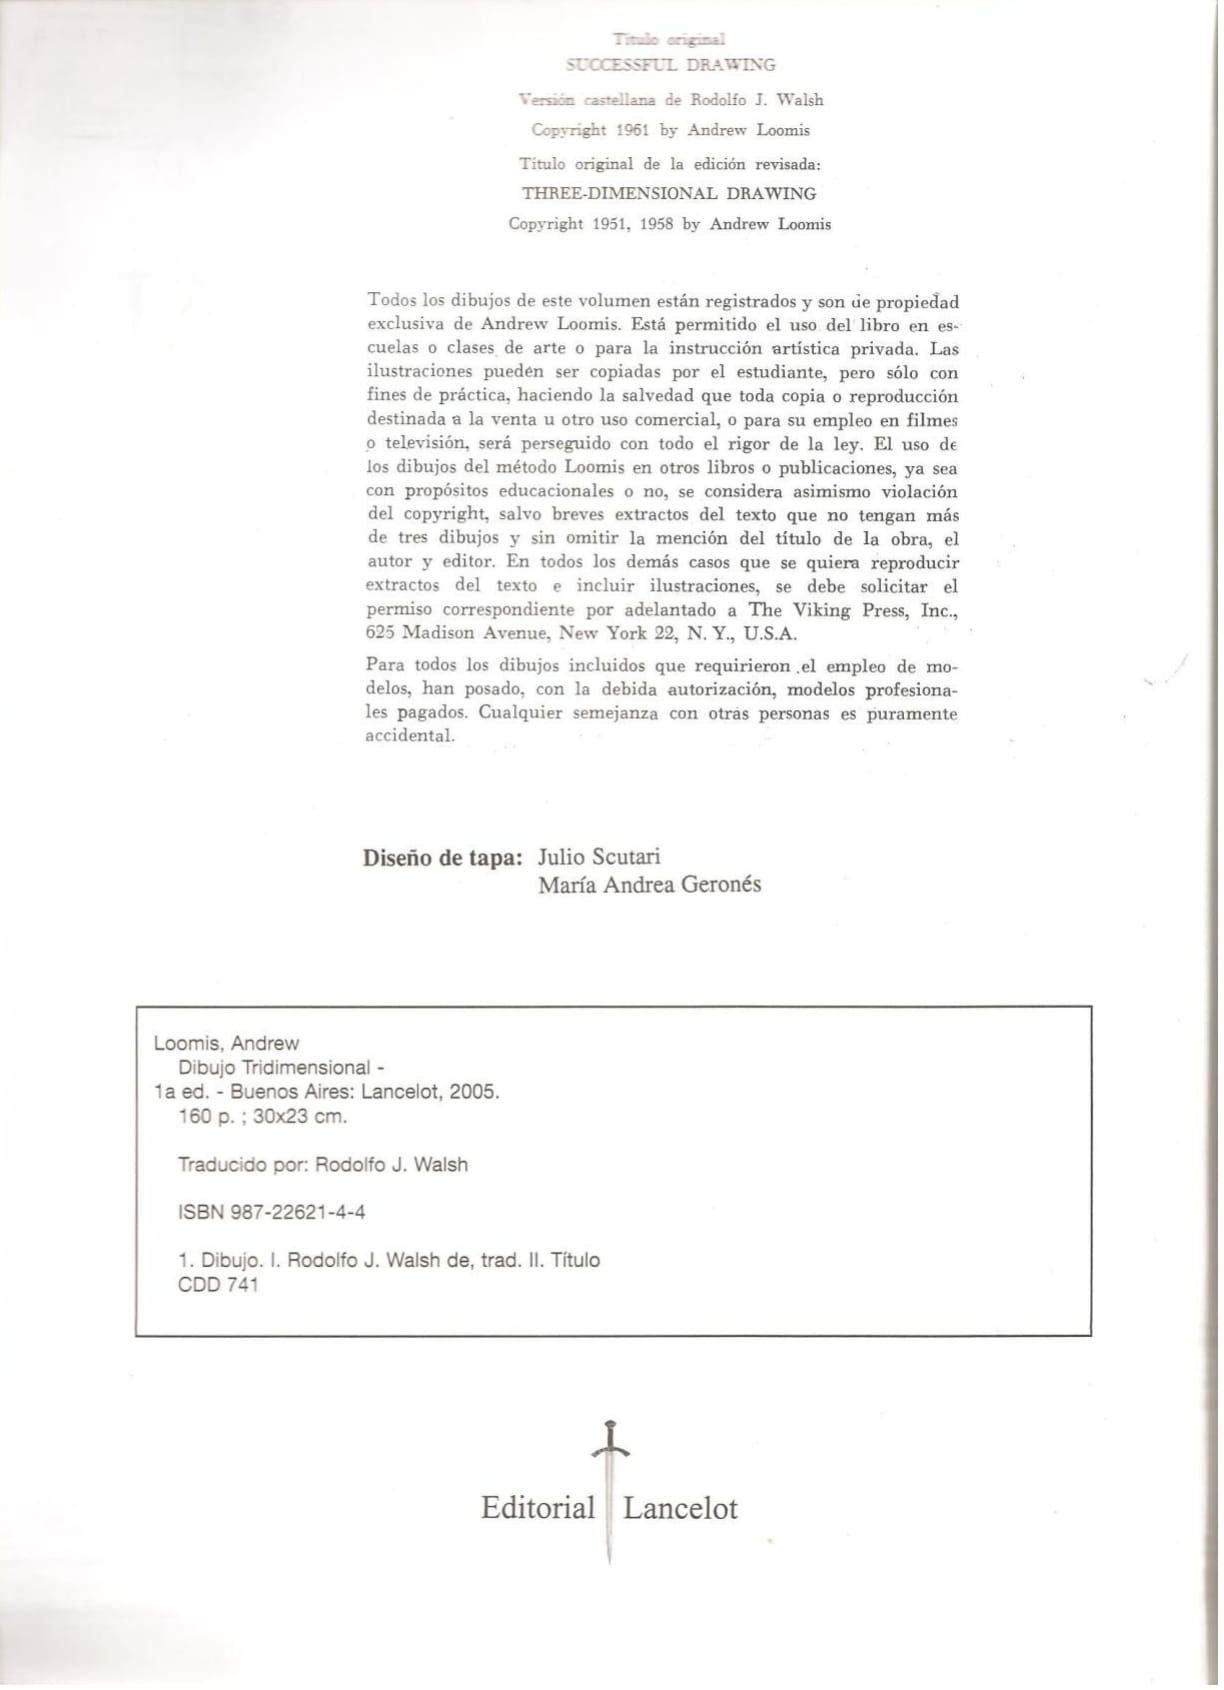 Título original
SUCCESSFUL DRAWING
Versión castellana de Rodolfo J. Walsh
Copyright 1961 by Andrew Loomis
Título original de la edición revisada:
THREE-DIMENSIONAL DRAWING
Copyright 1951, 1958 by Andrew Loomis
Todos los dibujos de este volumen están registrados y son de propiedad
exclusiva de Andrew Loomis. Está permitido el uso del libro en es-
cuelas o clases de arte o para la instrucción artística privada. Las
ilustraciones pueden ser copiadas por el estudiante, pero sólo con
fines de práctica, haciendo la salvedad que toda copia o reproducción
destinada a la venta u otro uso comercial, o para su empleo en filmes
o televisión, será perseguido con todo el rigor de la ley. El uso de
los dibujos del método Loomis en otros libros o publicaciones, ya sea
con propósitos educacionales o no, se considera asimismo violación
del copyright, salvo breves extractos del texto que no tengan más
de tres dibujos y sin omitir la mención del título de la obra, el
autor y editor. En todos los demás casos que se quiera reproducir
extractos del texto e incluir ilustraciones, se debe solicitar el
permiso correspondiente por adelantado a The Viking Press, Inc.,
625 Madison Avenue, New York 22, N. Y., U.S.A.
Para todos los dibujos incluidos que requirieron el empleo de mo-
delos, han posado, con la debida autorización, modelos profesiona-
les pagados. Cualquier semejanza con otras personas es puramente
accidental.
Diseño de tapa: Julio Scutari
María Andrea Geronés
Loomis, Andrew
Dibujo Tridimensional -
1a ed. - Buenos Aires: Lancelot, 2005.
160 p. ; 30x23 cm.
Traducido por: Rodolfo J. Walsh
ISBN 987-22621-4-4
1. Dibujo. I. Rodolfo J. Walsh de, trad. II. Título
CDD 741
Editorial Lancelot